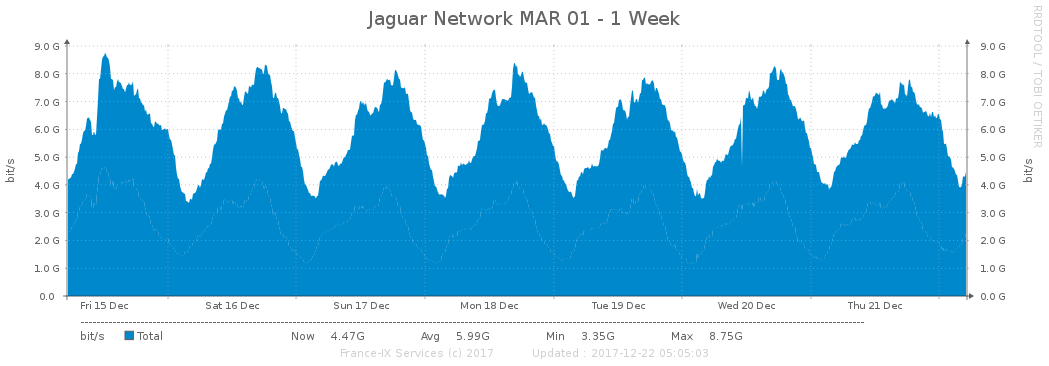 Jaguar Network MAR 01 - 1 Week
RRDTOOL / TOBI OETIKER
bit/s
9.0 G 9.0 G
8.0 G 8.0 G
7.0 G 7.0 G
6.0 G 6.0 G
5.0 G 5.0 G
4.0 G 4.0 G
3.0 G 3.0 G
2.0 G 2.0 G
1.0 G 1.0 G
0.0 0.0 G
bit/s
Fri 15 Dec Sat 16 Dec Sun 17 Dec Mon 18 Dec Tue 19 Dec Wed 20 Dec Thu 21 Dec
bit/s Total Now 4.47G Avg 5.99G Min 3.35G Max 8.75G
France-IX Services (c) 2017 Updated : 2017-12-22 05:05:03